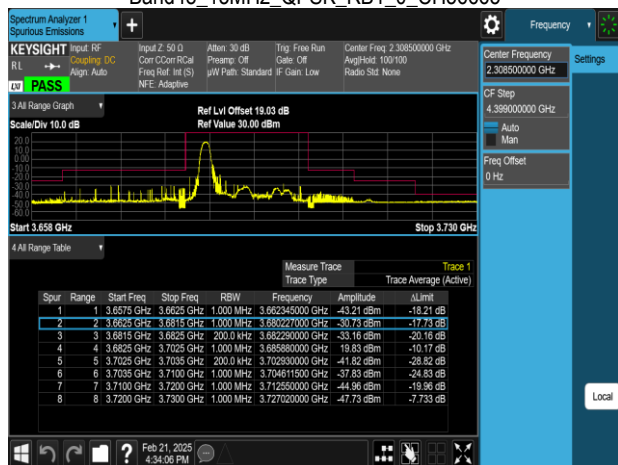 Spectrum Analyzer 1
Spurious Emissions
Frequency
KEYSIGHT Input: RF Input Z: 50 Ω Atten: 30 dB Trig: Free Run Center Freq: 2.308500000 GHz
RL Coupling: DC Corr CCorr RCal Preamp: Off Gate: Off Avg|Hold: 100/100
Align: Auto Freq Ref: Int (S) µW Path: Standard IF Gain: Low Radio Std: None
NFE: Adaptive
LXI PASS
Center Frequency
2.308500000 GHz
Settings
CF Step
4.399000000 GHz
Auto
Man
Freq Offset
0 Hz
3 All Range Graph
Ref Lvl Offset 19.03 dB
Scale/Div 10.0 dB Ref Value 30.00 dBm
20.0
10.0
0.00
-10.0
-20.0
-30.0
-40.0
-50.0
-60.0
Start 3.658 GHz Stop 3.730 GHz
4 All Range Table
Measure Trace Trace 1
Trace Type Trace Average (Active)
Spur Range Start Freq Stop Freq RBW Frequency Amplitude ΔLimit
1 1 3.6575 GHz 3.6625 GHz 1.000 MHz 3.662345000 GHz -43.21 dBm -18.21 dB
2 2 3.6625 GHz 3.6815 GHz 1.000 MHz 3.680227000 GHz -30.73 dBm -17.73 dB
3 3 3.6815 GHz 3.6825 GHz 200.0 kHz 3.682290000 GHz -33.16 dBm -20.16 dB
4 4 3.6825 GHz 3.7025 GHz 1.000 MHz 3.685880000 GHz 19.83 dBm -10.17 dB
5 5 3.7025 GHz 3.7035 GHz 200.0 kHz 3.702930000 GHz -41.82 dBm -28.82 dB
6 6 3.7035 GHz 3.7100 GHz 1.000 MHz 3.704611500 GHz -37.83 dBm -24.83 dB
7 7 3.7100 GHz 3.7200 GHz 1.000 MHz 3.712550000 GHz -44.96 dBm -19.96 dB
8 8 3.7200 GHz 3.7300 GHz 1.000 MHz 3.727020000 GHz -47.73 dBm -7.733 dB
Local
Feb 21, 2025
4:34:06 PM